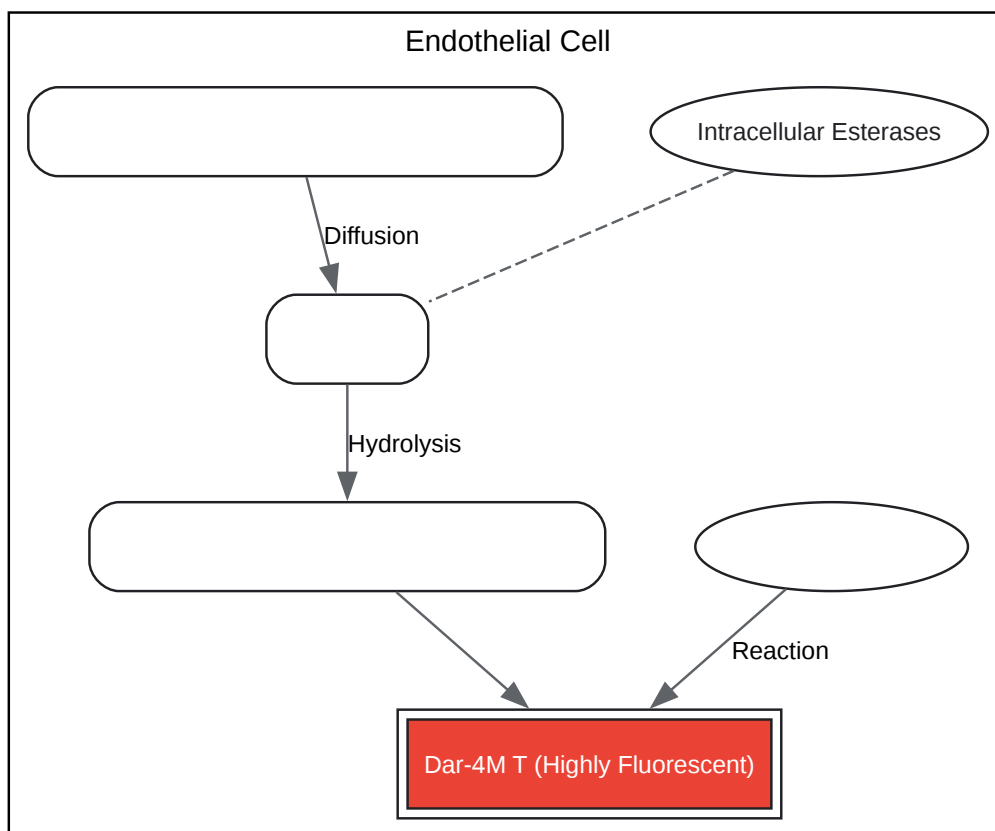 Endothelial Cell
Intracellular Esterases
Diffusion
Hydrolysis
Reaction
Dar-4M T (Highly Fluorescent)